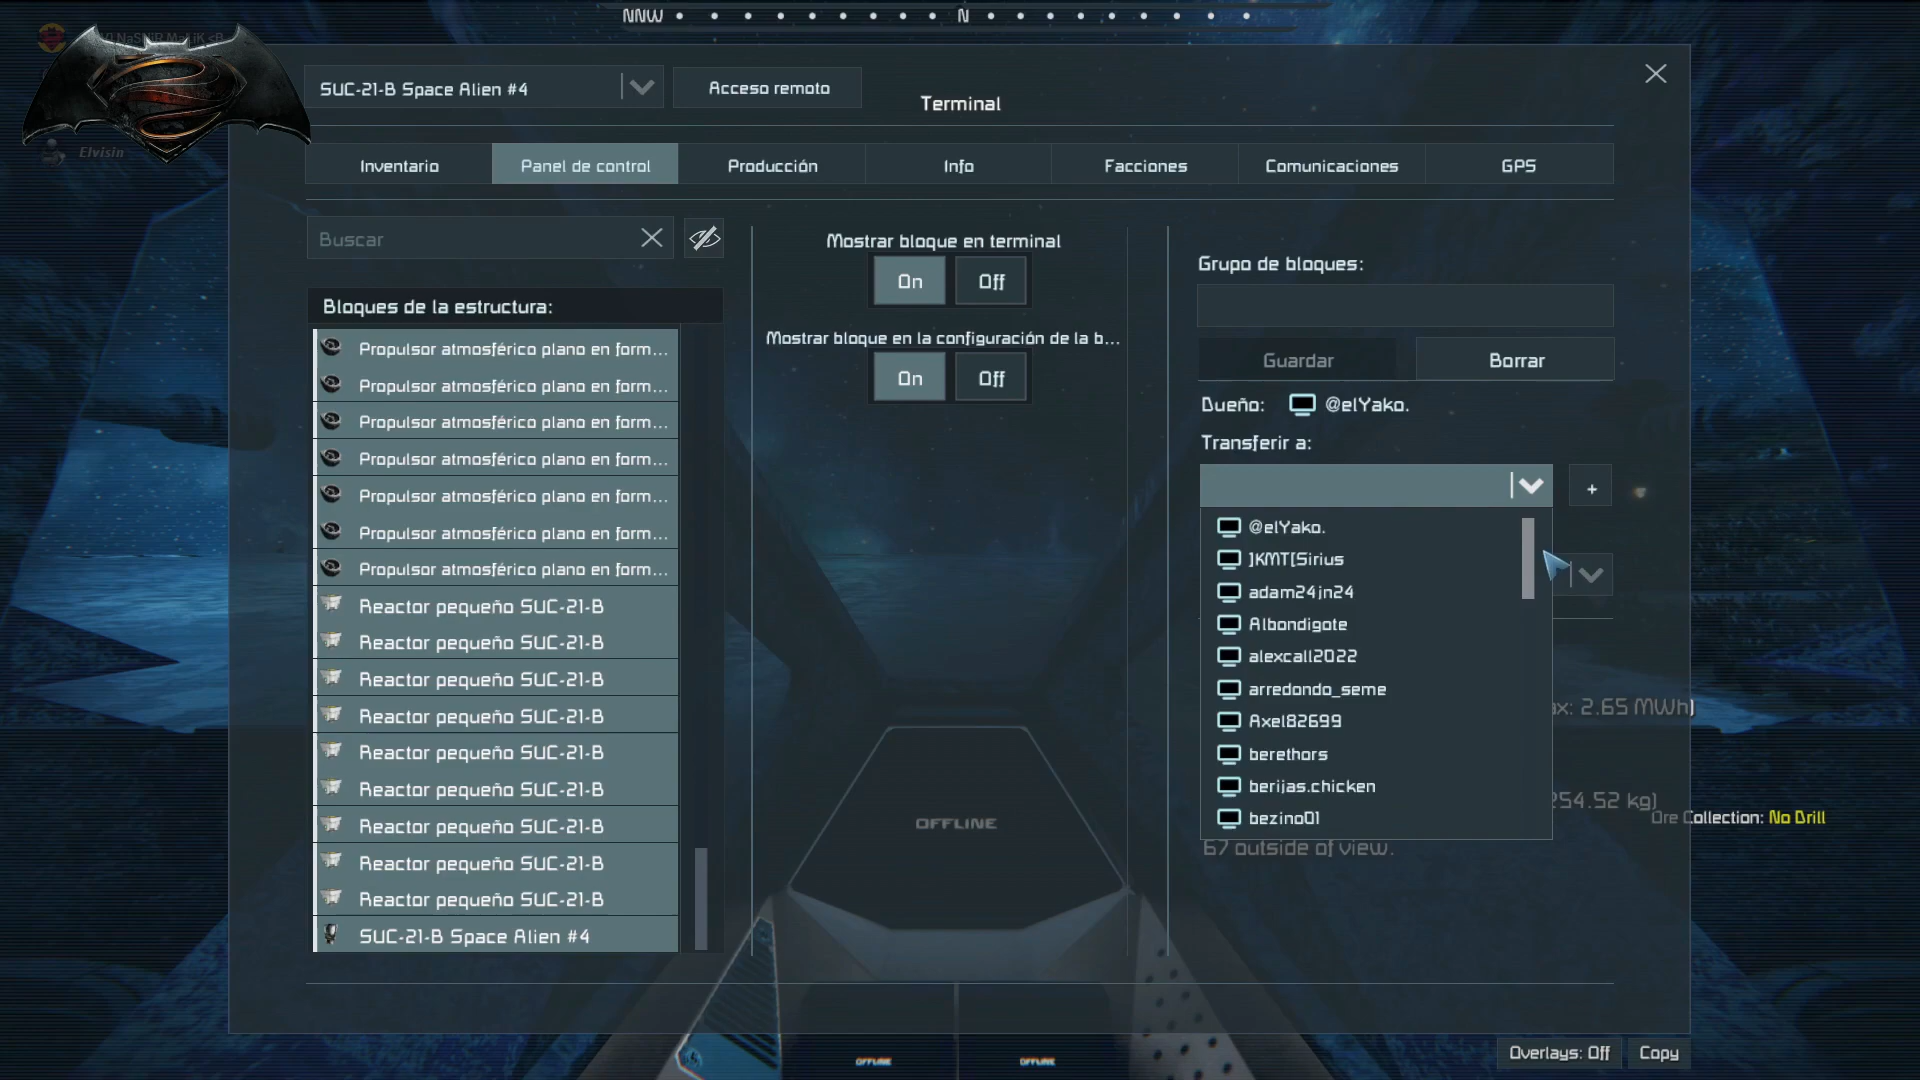 NNW N
Elvisin
SUC-21-B Space Alien #4
Acceso remoto
Terminal
Inventario
Panel de control
Producción
Info
Facciones
Comunicaciones
GPS
Buscar
Bloques de la estructura:
Propulsor atmosférico plano en form...
Propulsor atmosférico plano en form...
Propulsor atmosférico plano en form...
Propulsor atmosférico plano en form...
Propulsor atmosférico plano en form...
Propulsor atmosférico plano en form...
Propulsor atmosférico plano en form...
Reactor pequeño SUC-21-B
Reactor pequeño SUC-21-B
Reactor pequeño SUC-21-B
Reactor pequeño SUC-21-B
Reactor pequeño SUC-21-B
Reactor pequeño SUC-21-B
Reactor pequeño SUC-21-B
Reactor pequeño SUC-21-B
Reactor pequeño SUC-21-B
SUC-21-B Space Alien #4
Mostrar bloque en terminal
On Off
Mostrar bloque en la configuración de la b...
On Off
Grupo de bloques:
Guardar Borrar
Dueño: @elYako.
Transferir a:
+
@elYako.
]KMT[Sirius
adam24jn24
Albondigote
alexcall2022
arredondo_seme
Axel82699
berethors
berijas.chicken
bezino01
2.65 MWh)
254.52 kg)
Ore Collection: No Drill
67 outside of view.
OFFLINE
OFFLINE
OFFLINE
Overlays: Off
Copy